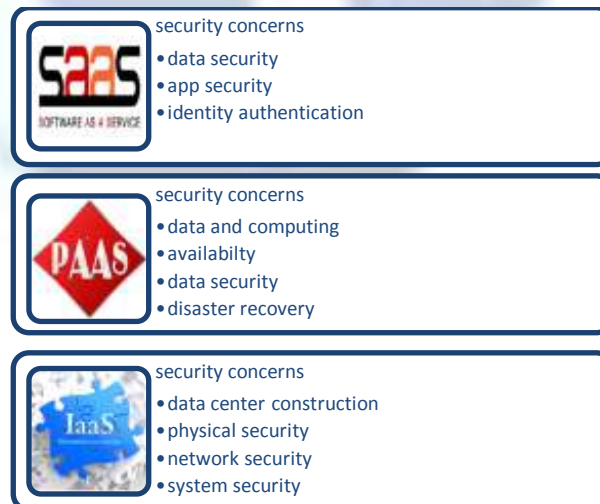 security concerns
saas
SOFTWARE AS A SERVICE
•data security
•app security
•identity authentication
security concerns
PAAS
•data and computing
•availabilty
•data security
•disaster recovery
security concerns
IaaS
•data center construction
•physical security
•network security
•system security